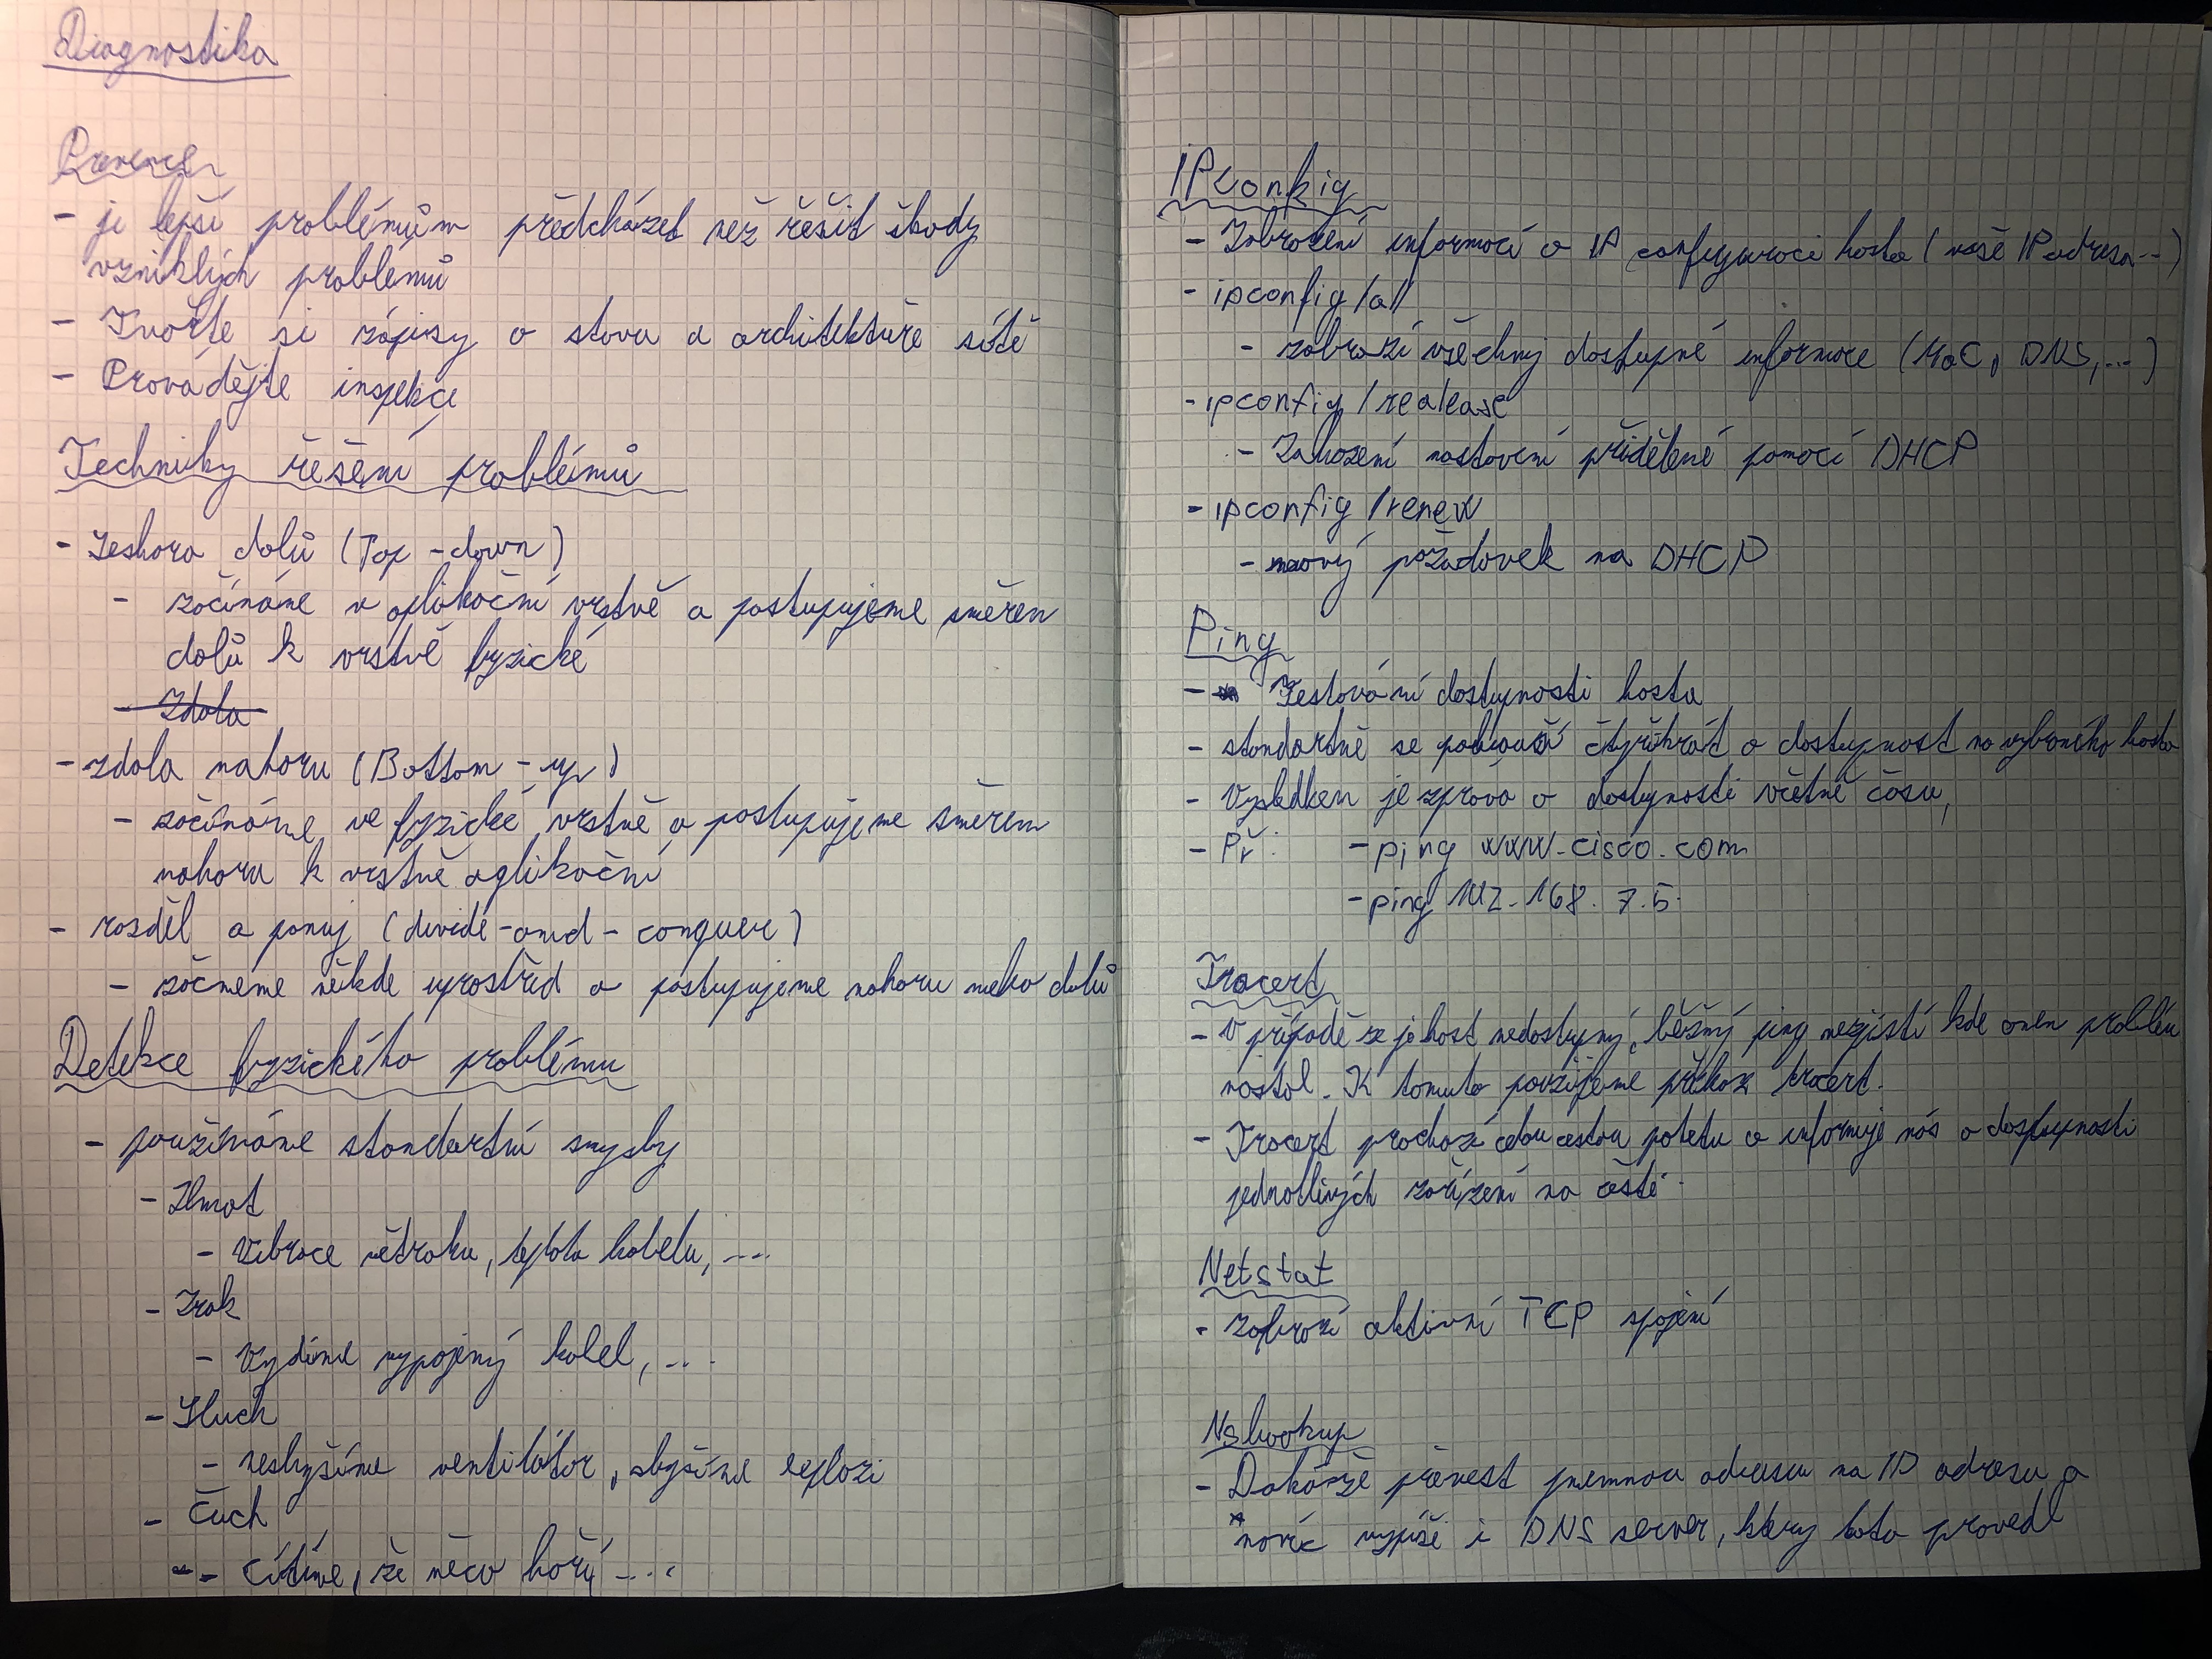 Diagnostika
Prevence
- je lepší problémům předcházet než řešit škody
vzniklých problémů
- Tvořte si zápisy o stavu a architektuře sítě
- Provádějte inspekce
Techniky řešení problémů
- Seshora dolů (Top-down)
- začínáme v aplikační vrstvě a postupujeme směrem
dolů k vrstvě fyzické
- Zdola
- zdola nahoru (Bottom-up)
- začínáme ve fyzické vrstvě a postupujeme směrem
nahoru k vrstvě aplikační
- rozděl a panuj (divide-and-conquer)
- začneme někde uprostřed a postupujeme nahoru nebo dolů
Detekce fyzického problému
- používáme standartní smysly
- Hmat
- Vibrace větráku, teplota kabelu, ...
- Zrak
- Vydíme vypojený kabel, ...
- Sluch
- neslyšíme ventilátor, slyšíme explozi
- Čuch
- cítíme, že něco hoří ...
IPconfig
- Zobrazení informací o IP configuraci hosta (vaše IP adresa...)
- ipconfig /all
- zobrazí všechny dostupné informace (MaC, DNS, ...)
- ipconfig /realease
- Zahození nastavení přidělené pomocí DHCP
- ipconfig /renew
- nový požadavek na DHCP
Ping
- Testování dostupnosti hosta
- standartně se pokouší čtyřikrát o dostupnost na vybraného hosta
- Výsledkem je zpráva o dostupnosti včetně času,
- Př: - ping www.cisco.com
- ping 192.168.7.5.
Tracert
- V případě že je host nedostupný, běžný ping nezjistí kde onen problém
nastal. K tomuto použijeme příkaz tracert.
- Tracert prochází celou cestou paketu a informuje nás o dostupnosti
jednotlivých zařízení na cestě.
Netstat
- zobrazí aktivní TCP spojení
Nslookup
- Dokáže převést jmennou adresu na IP adresu a
navíc vypíše i DNS server, který toto provedl